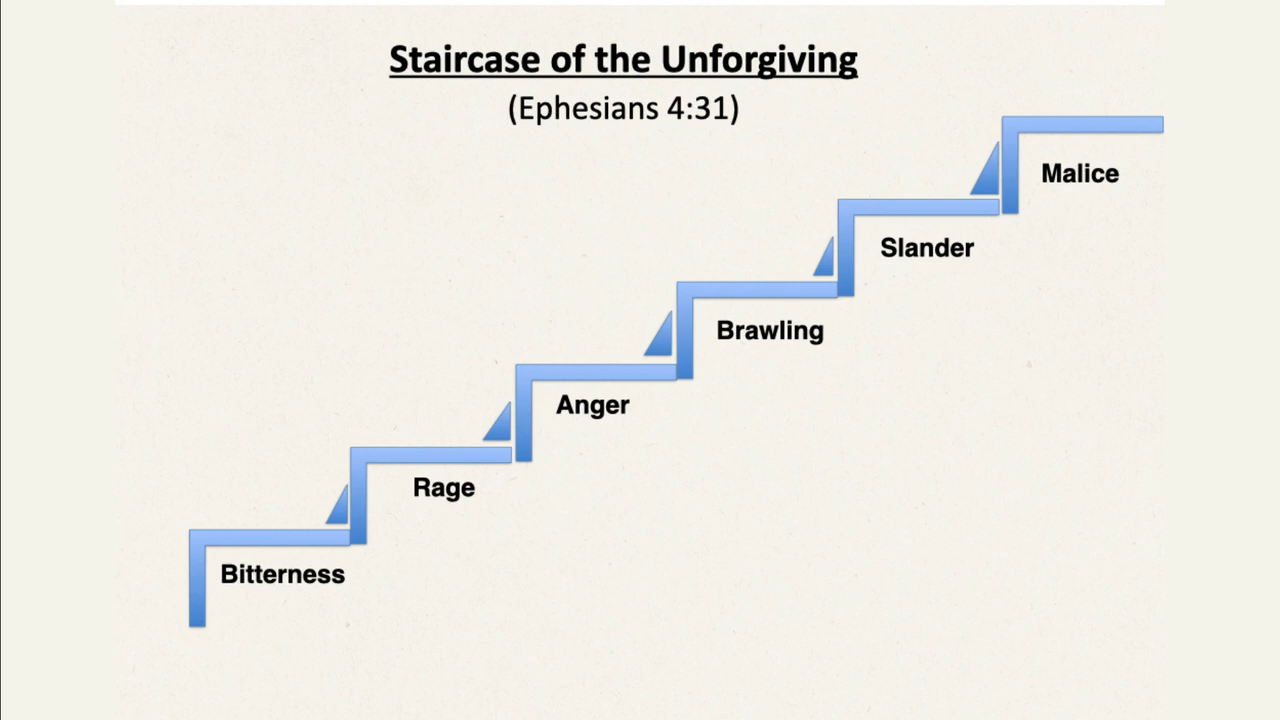 Staircase of the Unforgiving
(Ephesians 4:31)
Malice
Slander
Brawling
Anger
Rage
Bitterness